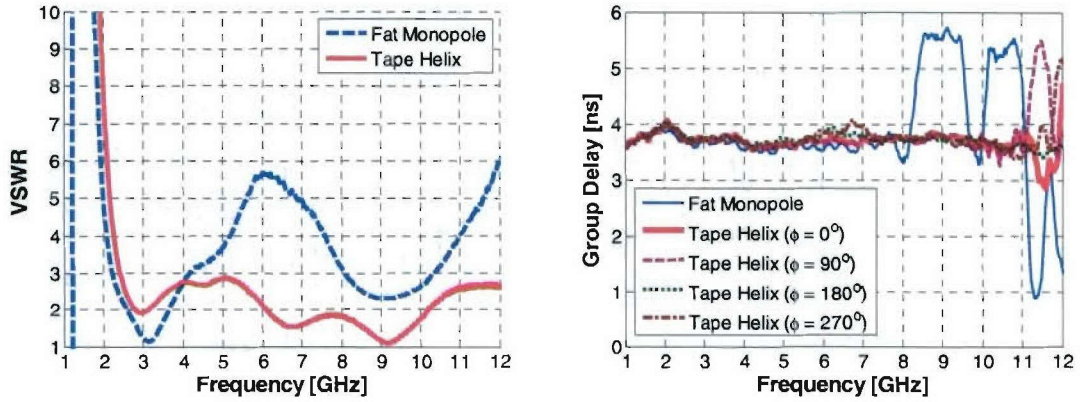 10
9
8
7
6
5
4
3
2
1
VSWR
Fat Monopole
Tape Helix
1 2 3 4 5 6 7 8 9 10 11 12
Frequency [GHz]
6
5
4
3
2
1
0
Group Delay [ns]
Fat Monopole
Tape Helix (ϕ = 0°)
Tape Helix (ϕ = 90°)
Tape Helix (ϕ = 180°)
Tape Helix (ϕ = 270°)
1 2 3 4 5 6 7 8 9 10 11 12
Frequency [GHz]